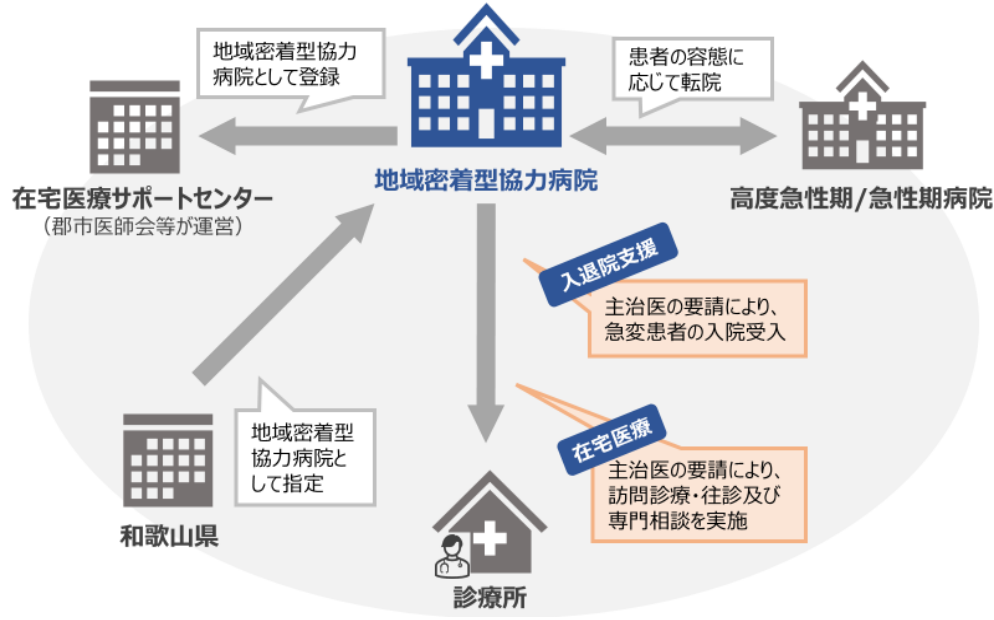 地域密着型協力
病院として登録
患者の容態に
応じて転院
地域密着型協力病院
在宅医療サポートセンター
（郡市医師会等が運営）
高度急性期/急性期病院
入退院支援
主治医の要請により、
急変患者の入院受入
地域密着型
協力病院と
して指定
在宅医療
主治医の要請により、
訪問診療・往診及び
専門相談を実施
和歌山県
診療所